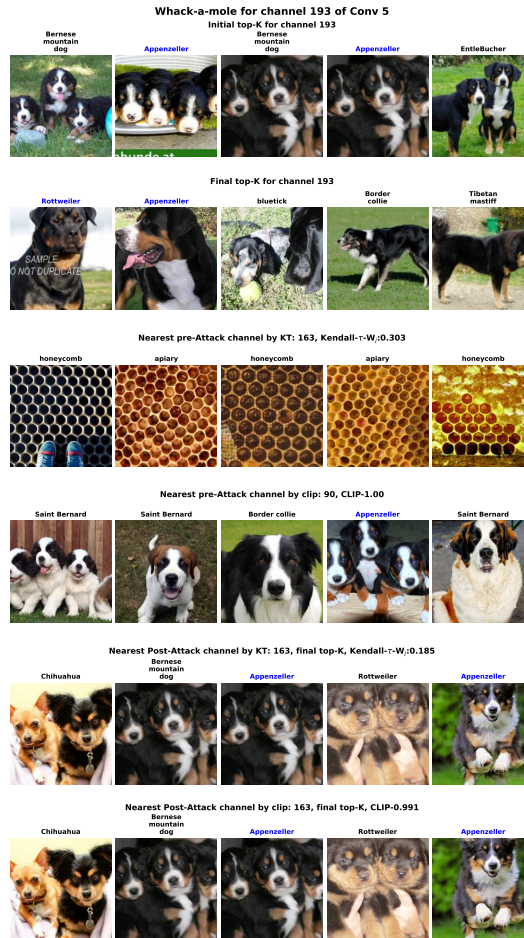 Whack-a-mole for channel 193 of Conv 5
Initial top-K for channel 193
Bernese
mountain
dog
Appenzeller
Bernese
mountain
dog
Appenzeller
EntleBucher
Final top-K for channel 193
Rottweiler
Appenzeller
bluetick
Border
collie
Tibetan
mastiff
SAMPLE
O NOT DUPLICATE
Nearest pre-Attack channel by KT: 163, Kendall-τ-Wⱼ:0.303
honeycomb
apiary
honeycomb
apiary
honeycomb
Nearest pre-Attack channel by clip: 90, CLIP-1.00
Saint Bernard
Saint Bernard
Border collie
Appenzeller
Saint Bernard
Nearest Post-Attack channel by KT: 163, final top-K, Kendall-τ-Wⱼ:0.185
Chihuahua
Bernese
mountain
dog
Appenzeller
Rottweiler
Appenzeller
Nearest Post-Attack channel by clip: 163, final top-K, CLIP-0.991
Chihuahua
Bernese
mountain
dog
Appenzeller
Rottweiler
Appenzeller